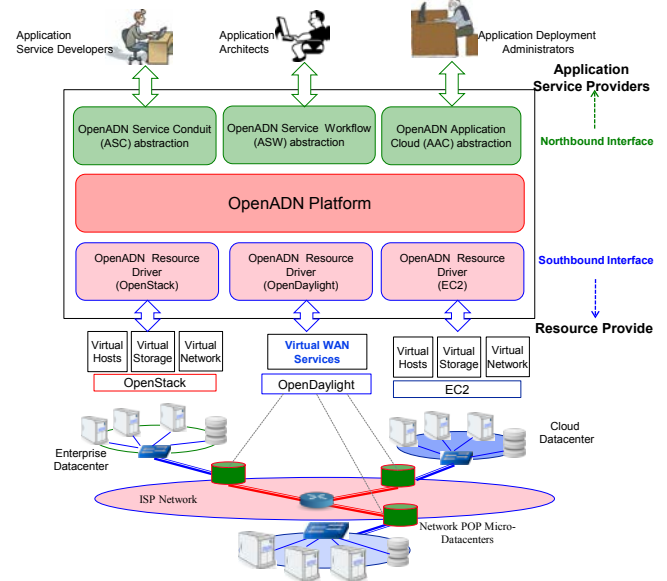 Application
Service Developers
Application
Architects
Application Deployment
Administrators
Application
Service Providers
OpenADN Service Conduit
(ASC) abstraction
OpenADN Service Workflow
(ASW) abstraction
OpenADN Application
Cloud (AAC) abstraction
Northbound Interface
OpenADN Platform
OpenADN Resource
Driver
(OpenStack)
OpenADN Resource
Driver
(OpenDaylight)
OpenADN Resource
Driver
(EC2)
Southbound Interface
Resource Provide
Virtual
Hosts
Virtual
Storage
Virtual
Network
OpenStack
Virtual WAN
Services
OpenDaylight
Virtual
Hosts
Virtual
Storage
Virtual
Network
EC2
Enterprise
Datacenter
Cloud
Datacenter
ISP Network
Network POP Micro-
Datacenters